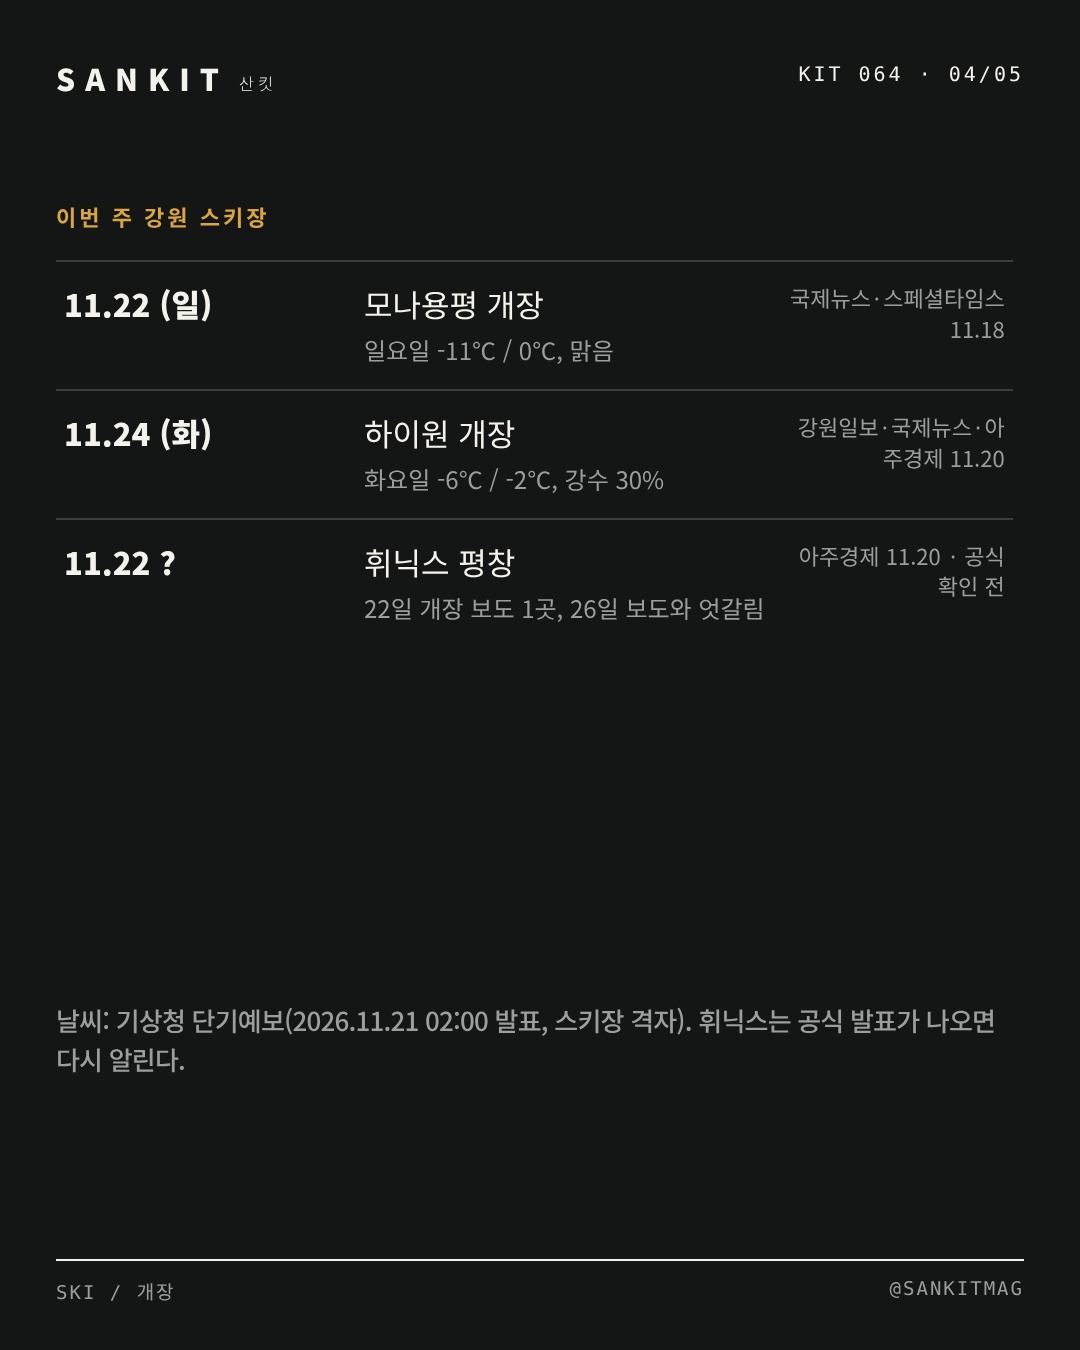 SANKIT 산킷
KIT 064 · 04/05
이번 주 강원 스키장
11.22 (일)
모나용평 개장
일요일 -11℃ / 0℃, 맑음
국제뉴스·스페셜타임스
11.18
11.24 (화)
하이원 개장
화요일 -6℃ / -2℃, 강수 30%
강원일보·국제뉴스·아
주경제 11.20
11.22 ?
휘닉스 평창
22일 개장 보도 1곳, 26일 보도와 엇갈림
아주경제 11.20 · 공식
확인 전
날씨: 기상청 단기예보(2026.11.21 02:00 발표, 스키장 격자). 휘닉스는 공식 발표가 나오면
다시 알린다.
SKI / 개장
@SANKITMAG